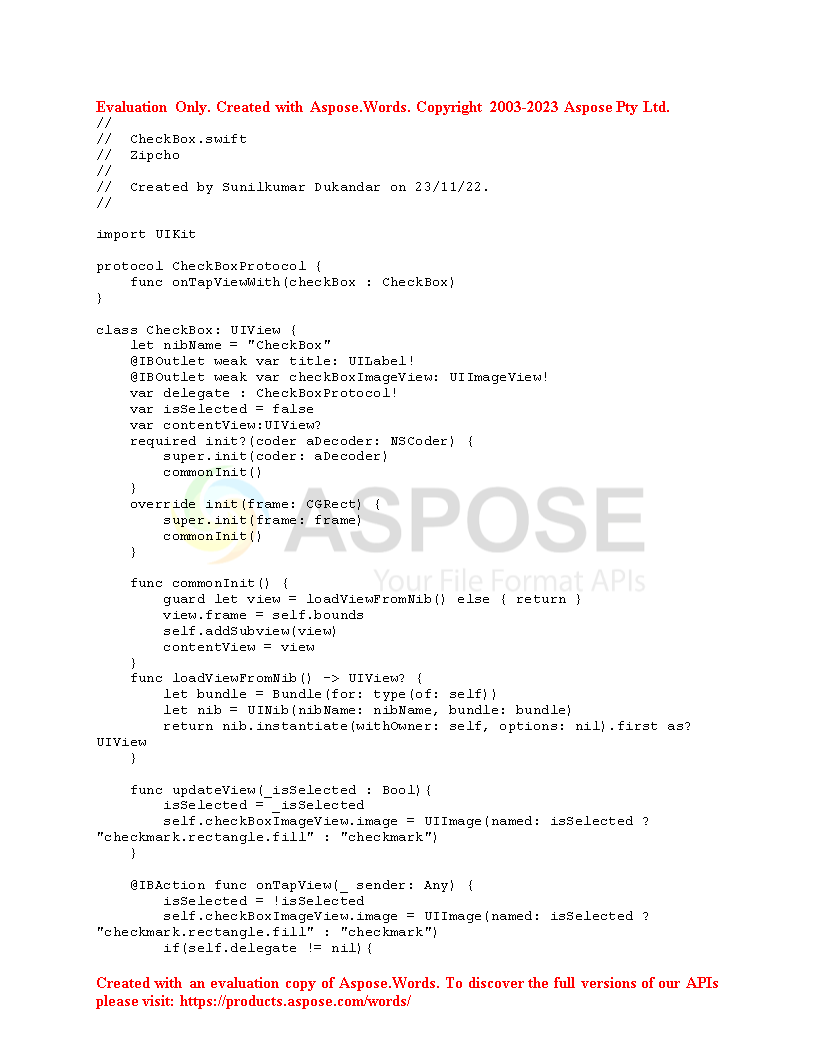 Evaluation Only. Created with Aspose.Words. Copyright 2003-2023 Aspose Pty Ltd.
//
//  CheckBox.swift
//  Zipcho
//
//  Created by Sunilkumar Dukandar on 23/11/22.
//
import UIKit
protocol CheckBoxProtocol {
    func onTapViewWith(checkBox : CheckBox)
}
class CheckBox: UIView {
    let nibName = "CheckBox"
    @IBOutlet weak var title: UILabel!
    @IBOutlet weak var checkBoxImageView: UIImageView!
    var delegate : CheckBoxProtocol!
    var isSelected = false
    var contentView:UIView?
    required init?(coder aDecoder: NSCoder) {
        super.init(coder: aDecoder)
        commonInit()
    }
    override init(frame: CGRect) {
        super.init(frame: frame)
        commonInit()
    }
ASPOSE
Your File Format APIs
    func commonInit() {
        guard let view = loadViewFromNib() else { return }
        view.frame = self.bounds
        self.addSubview(view)
        contentView = view
    }
    func loadViewFromNib() -> UIView? {
        let bundle = Bundle(for: type(of: self))
        let nib = UINib(nibName: nibName, bundle: bundle)
        return nib.instantiate(withOwner: self, options: nil).first as?
UIView
    }
    func updateView(_isSelected : Bool){
        isSelected = _isSelected
        self.checkBoxImageView.image = UIImage(named: isSelected ?
"checkmark.rectangle.fill" : "checkmark")
    }
    @IBAction func onTapView(_ sender: Any) {
        isSelected = !isSelected
        self.checkBoxImageView.image = UIImage(named: isSelected ?
"checkmark.rectangle.fill" : "checkmark")
        if(self.delegate != nil){
Created with an evaluation copy of Aspose.Words. To discover the full versions of our APIs
please visit: https://products.aspose.com/words/